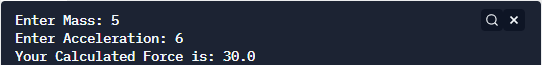 Enter Mass: 5
Enter Acceleration: 6
Your Calculated Force is: 30.0